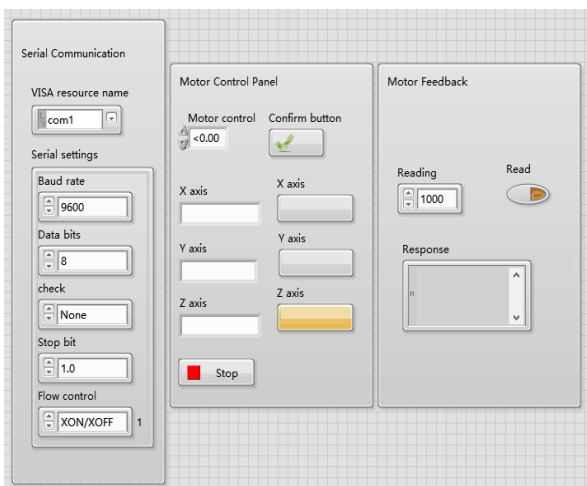 Serial Communication
VISA resource name
com1
Serial settings
Baud rate
9600
Data bits
8
check
None
Stop bit
1.0
Flow control
XON/XOFF 1
Motor Control Panel
Motor control Confirm button
<0.00
X axis X axis
Y axis Y axis
Z axis Z axis
Stop
Motor Feedback
Reading Read
1000
Response
n